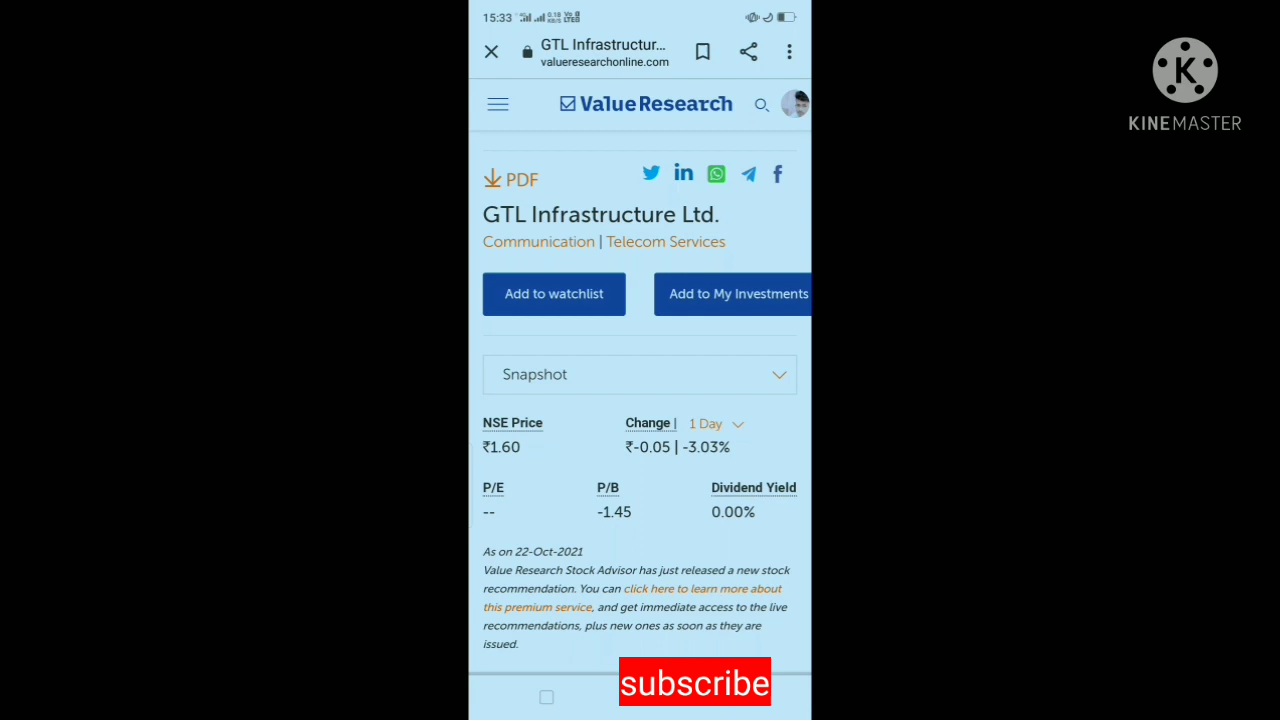 15:33
GTL Infrastructur...
valueresearchonline.com
KINEMASTER
ValueResearch
PDF
GTL Infrastructure Ltd.
Communication | Telecom Services
Add to watchlist
Add to My Investments
Snapshot
NSE Price
Change | 1 Day
₹1.60
₹-0.05 | -3.03%
P/E
P/B
Dividend Yield
--
-1.45
0.00%
As on 22-Oct-2021
Value Research Stock Advisor has just released a new stock
recommendation. You can click here to learn more about
this premium service, and get immediate access to the live
recommendations, plus new ones as soon as they are
issued.
subscribe